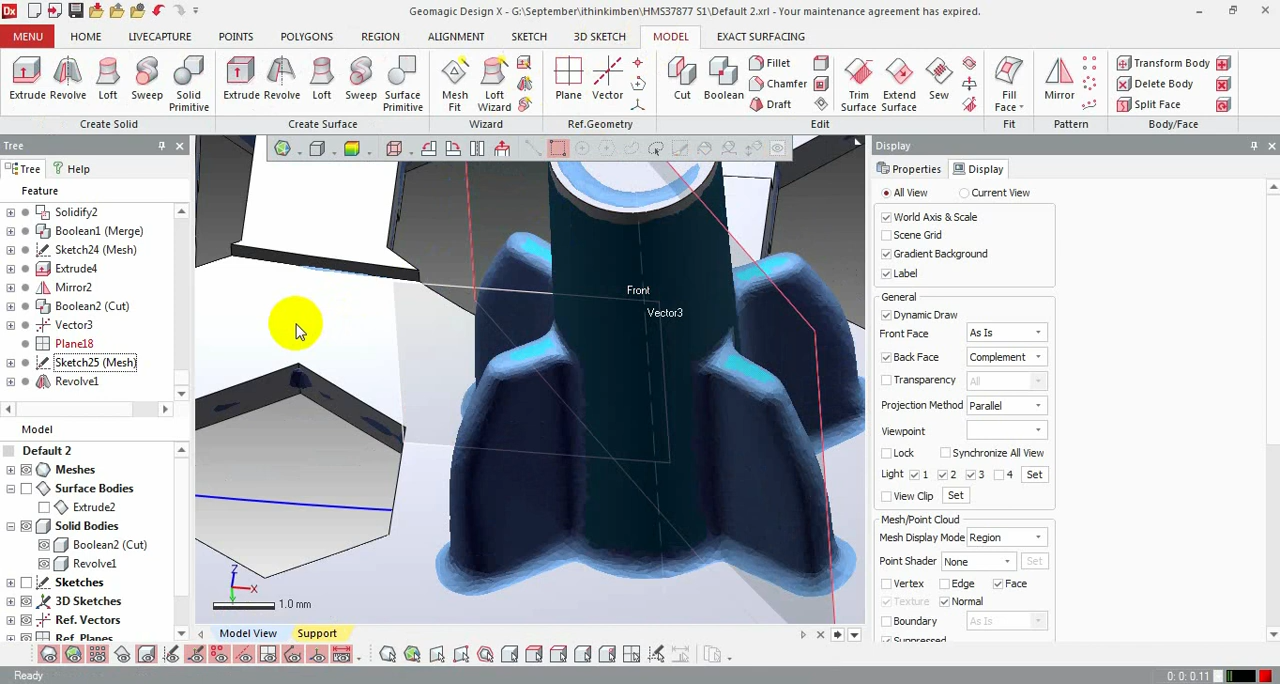 Dx Geomagic Design X - G:\September\ithinkimben\HMS37877 S1\Default 2.xrl - Your maintenance agreement has expired.
MENU HOME LIVECAPTURE POINTS POLYGONS REGION ALIGNMENT SKETCH 3D SKETCH MODEL EXACT SURFACING
Extrude Revolve Loft Sweep Solid Primitive
Extrude Revolve Loft Sweep Surface Primitive
Mesh Fit Loft Wizard
Plane Vector
Cut Boolean Fillet Chamfer Draft
Trim Surface Extend Surface Sew
Fill Face
Mirror
Transform Body
Delete Body
Split Face
Create Solid Create Surface Wizard Ref.Geometry Edit Fit Pattern Body/Face
Tree
Tree Help
Feature
Solidify2
Boolean1 (Merge)
Sketch24 (Mesh)
Extrude4
Mirror2
Boolean2 (Cut)
Vector3
Plane18
Sketch25 (Mesh)
Revolve1
Model
Default 2
Meshes
Surface Bodies
Extrude2
Solid Bodies
Boolean2 (Cut)
Revolve1
Sketches
3D Sketches
Ref. Vectors
Ref. Planes
Front
Vector3
Z
X
1.0 mm
Model View Support
Display
Properties Display
All View Current View
World Axis & Scale
Scene Grid
Gradient Background
Label
General
Dynamic Draw
Front Face As Is
Back Face Complement
Transparency All
Projection Method Parallel
Viewpoint
Lock Synchronize All View
Light 1 2 3 4 Set
View Clip Set
Mesh/Point Cloud
Mesh Display Mode Region
Point Shader None Set
Vertex Edge Face
Texture Normal
Boundary As Is
Ready
0: 0: 0.11